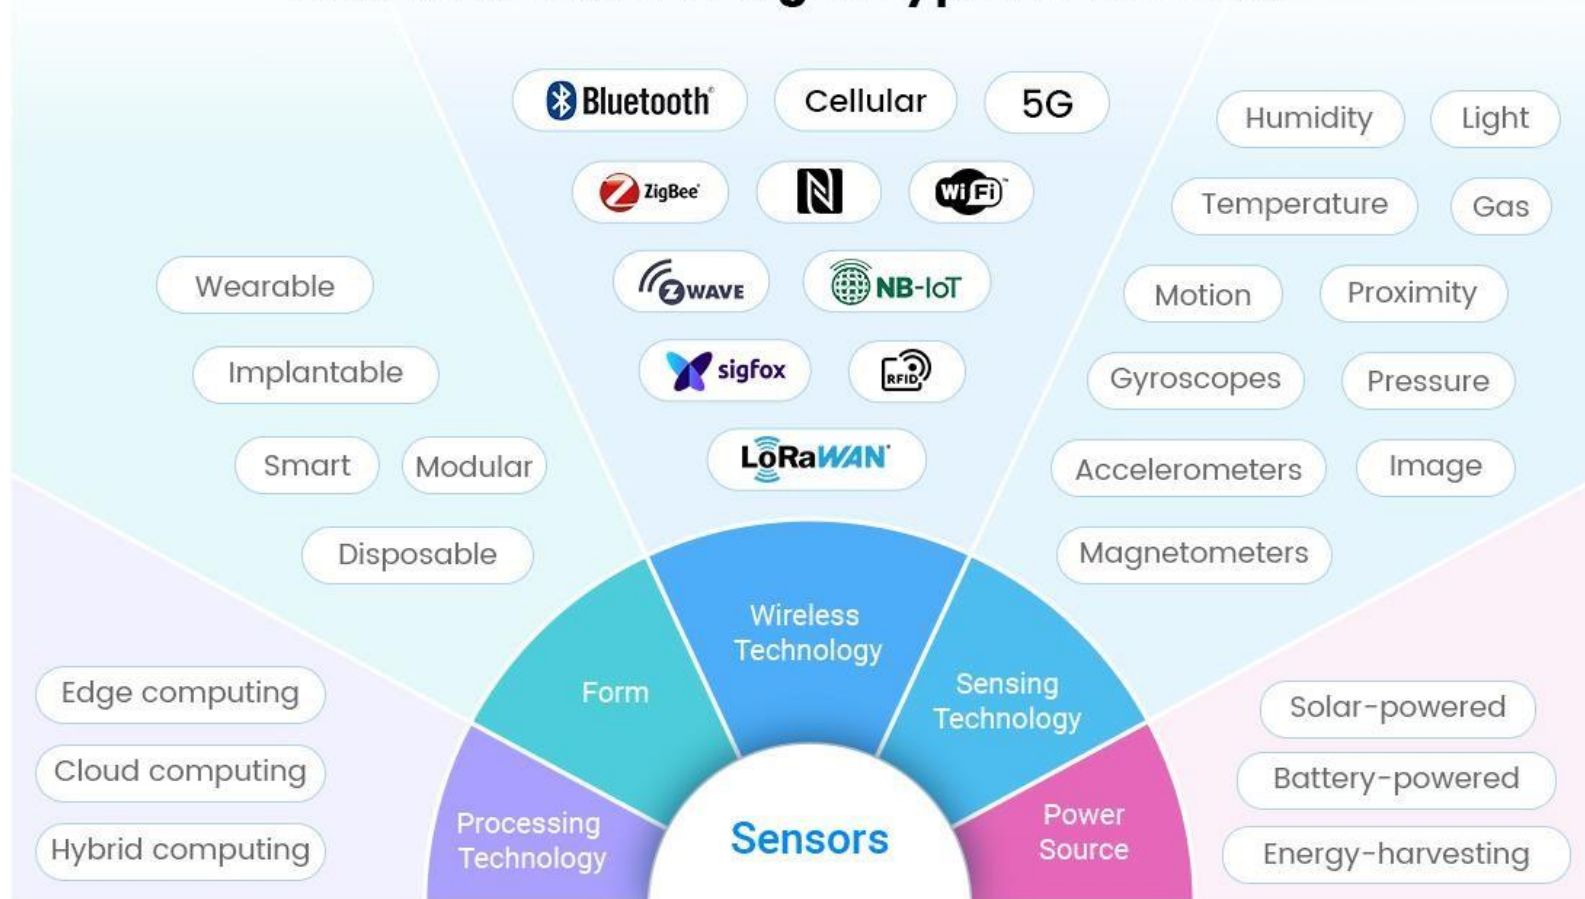 Bluetooth
Cellular
5G
ZigBee
N
WiFi
Z WAVE
NB-IoT
sigfox
RFID
LoRaWAN
Humidity
Light
Temperature
Gas
Motion
Proximity
Gyroscopes
Pressure
Accelerometers
Image
Magnetometers
Wearable
Implantable
Smart
Modular
Disposable
Edge computing
Cloud computing
Hybrid computing
Solar-powered
Battery-powered
Energy-harvesting
Processing
Technology
Form
Wireless
Technology
Sensing
Technology
Power
Source
Sensors